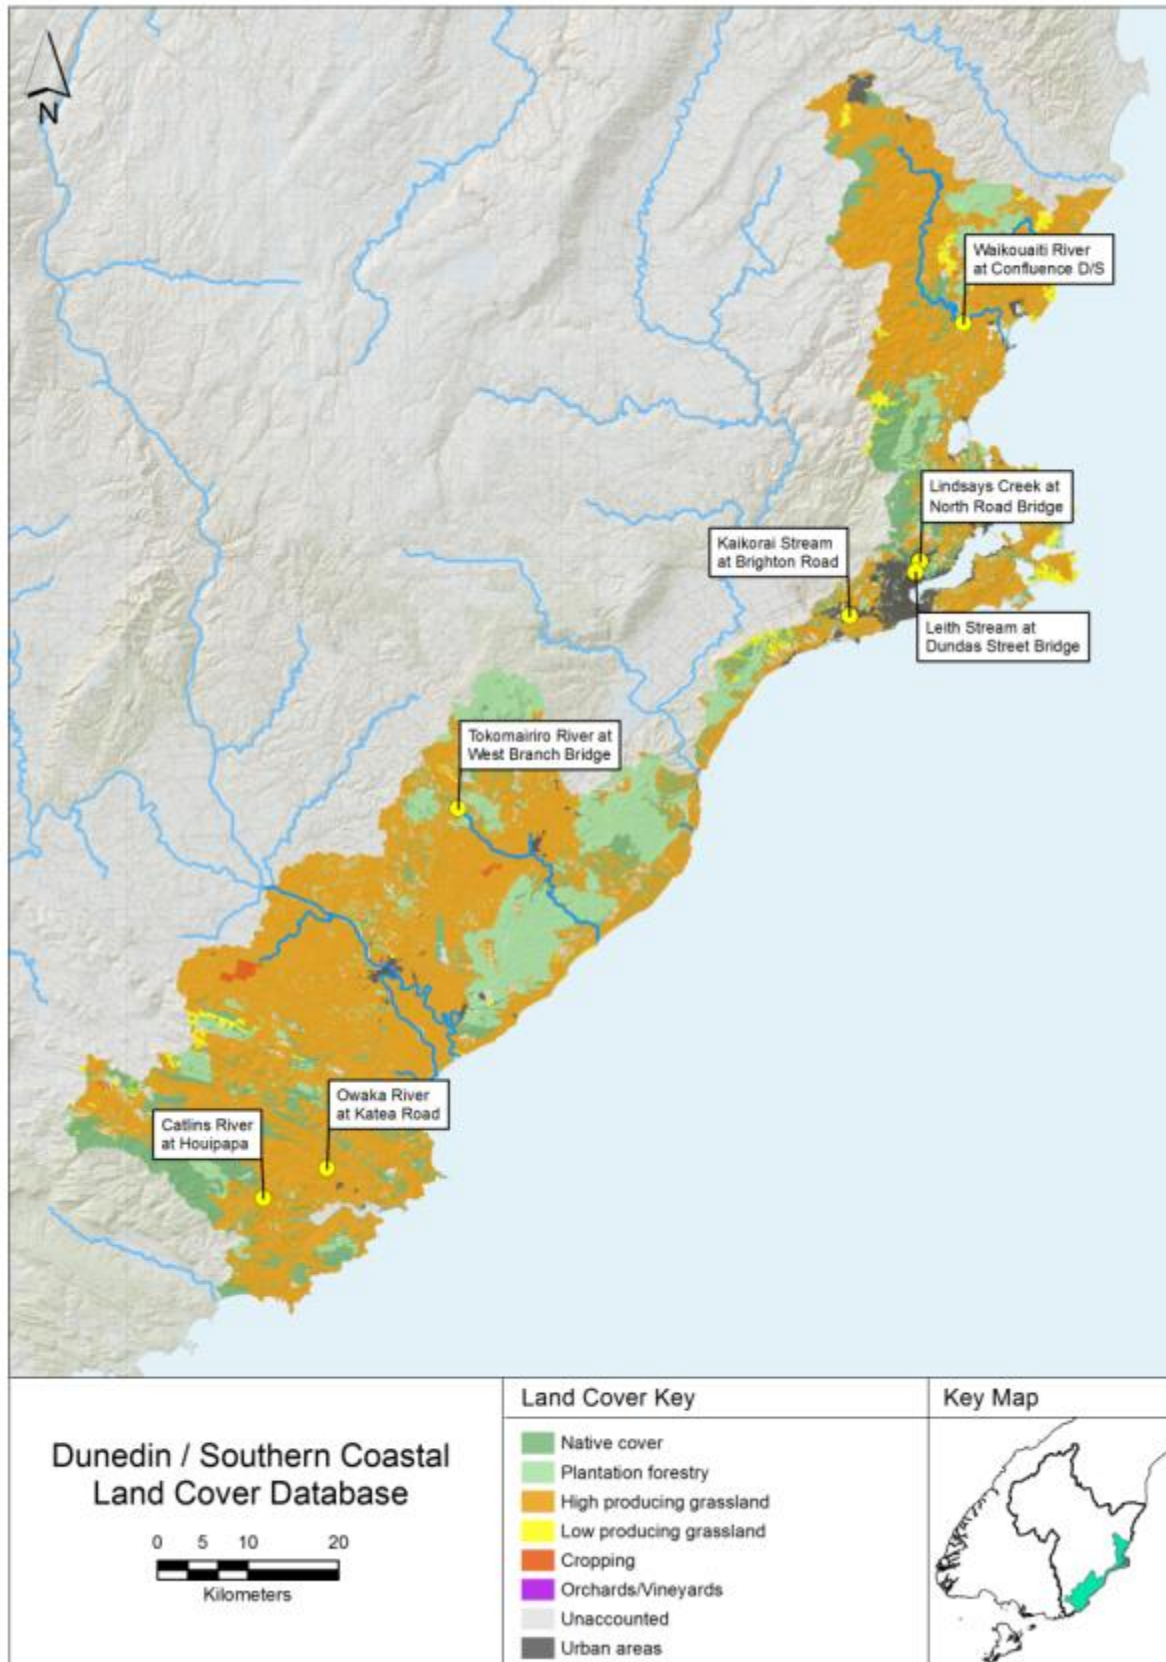 N
Waikouaiti River
at Confluence D/S
Lindsays Creek at
North Road Bridge
Kaikorai Stream
at Brighton Road
Leith Stream at
Dundas Street Bridge
Tokomairiro River at
West Branch Bridge
Owaka River
at Katea Road
Catlins River
at Houipapa
Dunedin / Southern Coastal
Land Cover Database
0 5 10 20
Kilometers
Land Cover Key
Native cover
Plantation forestry
High producing grassland
Low producing grassland
Cropping
Orchards/Vineyards
Unaccounted
Urban areas
Key Map